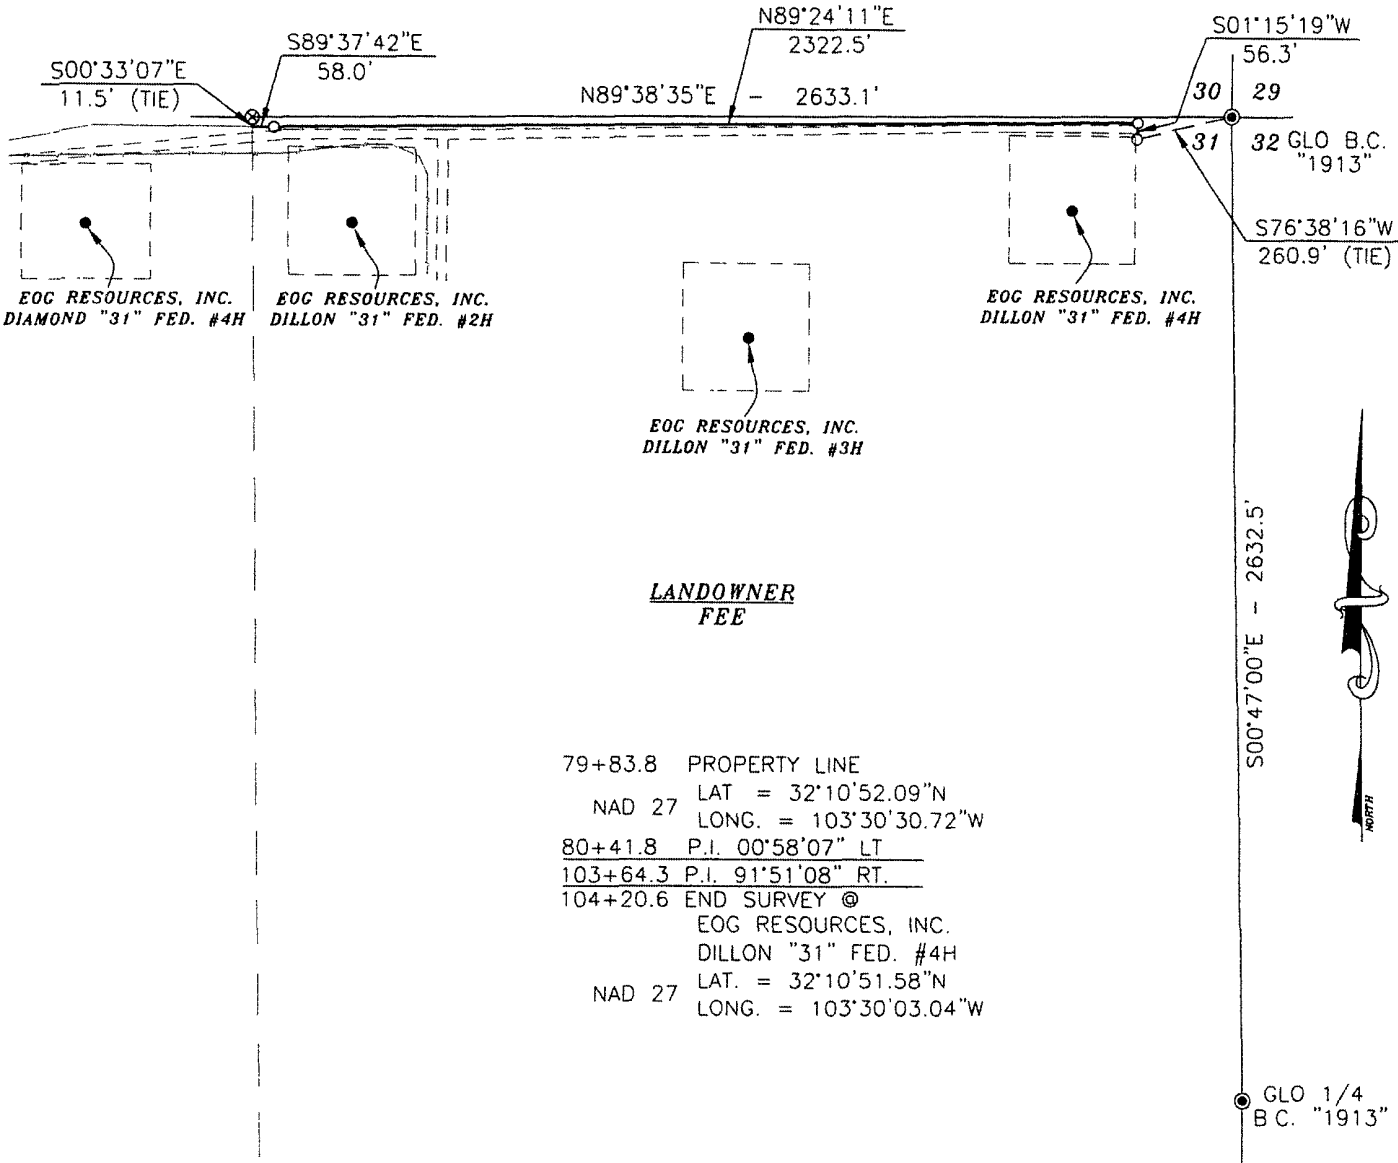 N89°24'11"E
2322.5'
S01°15'19"W
56.3'
S89°37'42"E
58.0'
S00°33'07"E
11.5' (TIE)
N89°38'35"E - 2633.1'
30 29
31 32 GLO B.C.
"1913"
S76°38'16"W
260.9' (TIE)
EOG RESOURCES, INC.
DIAMOND "31" FED. #4H
EOG RESOURCES, INC.
DILLON "31" FED. #2H
EOG RESOURCES, INC.
DILLON "31" FED. #4H
EOG RESOURCES, INC.
DILLON "31" FED. #3H
S00°47'00"E - 2632.5'
LANDOWNER
FEE
NORTH
79+83.8 PROPERTY LINE
NAD 27 LAT = 32°10'52.09"N
LONG. = 103°30'30.72"W
80+41.8 P.I. 00°58'07" LT
103+64.3 P.I. 91°51'08" RT.
104+20.6 END SURVEY @
EOG RESOURCES, INC.
DILLON "31" FED. #4H
NAD 27 LAT. = 32°10'51.58"N
LONG. = 103°30'03.04"W
GLO 1/4
B C. "1913"